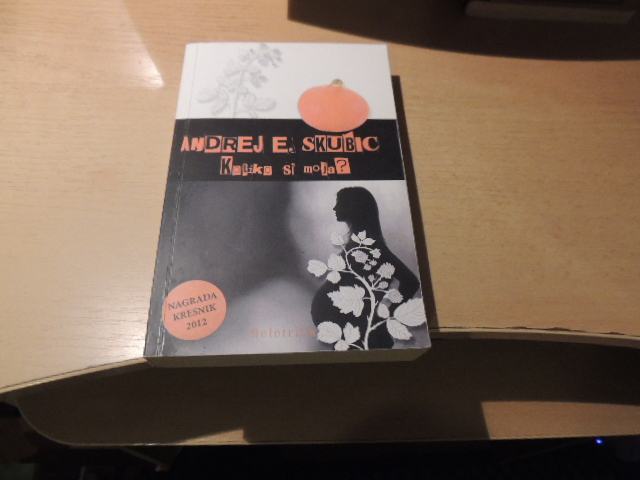 ANDREJ E. SKUBIC
Koliko si moja?
NAGRADA
KRESNIK
2012